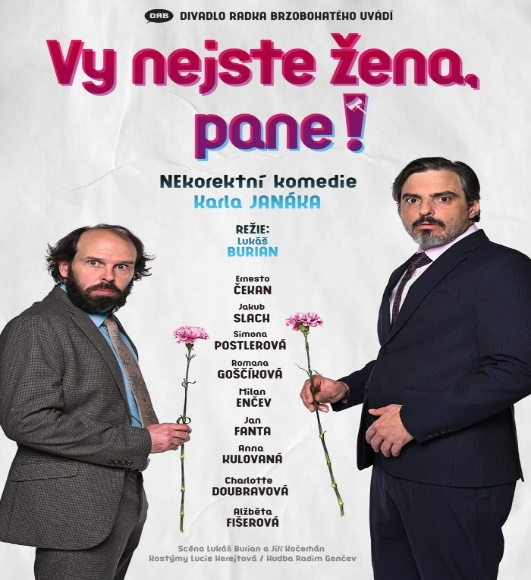 DRB DIVADLO RADKA BRZOBOHATÉHO UVÁDÍ
Vy nejste žena,
pane!
NEkorektní komedie
Karla JANÁKA
REŽIE:
Lukáš
BURIAN
Ernesto
ČEKAN
Jakub
SLACH
Simona
POSTLEROVÁ
Romana
GOŠČÍKOVÁ
Milan
ENČEV
Jan
FANTA
Anna
KULOVANÁ
Charlotte
DOUBRAVOVÁ
Alžběta
FIŠEROVÁ
Scéna Lukáš Burian a Jiří Kočerhán
Kostýmy Lucie Herejtová / Hudba Radim Genčev